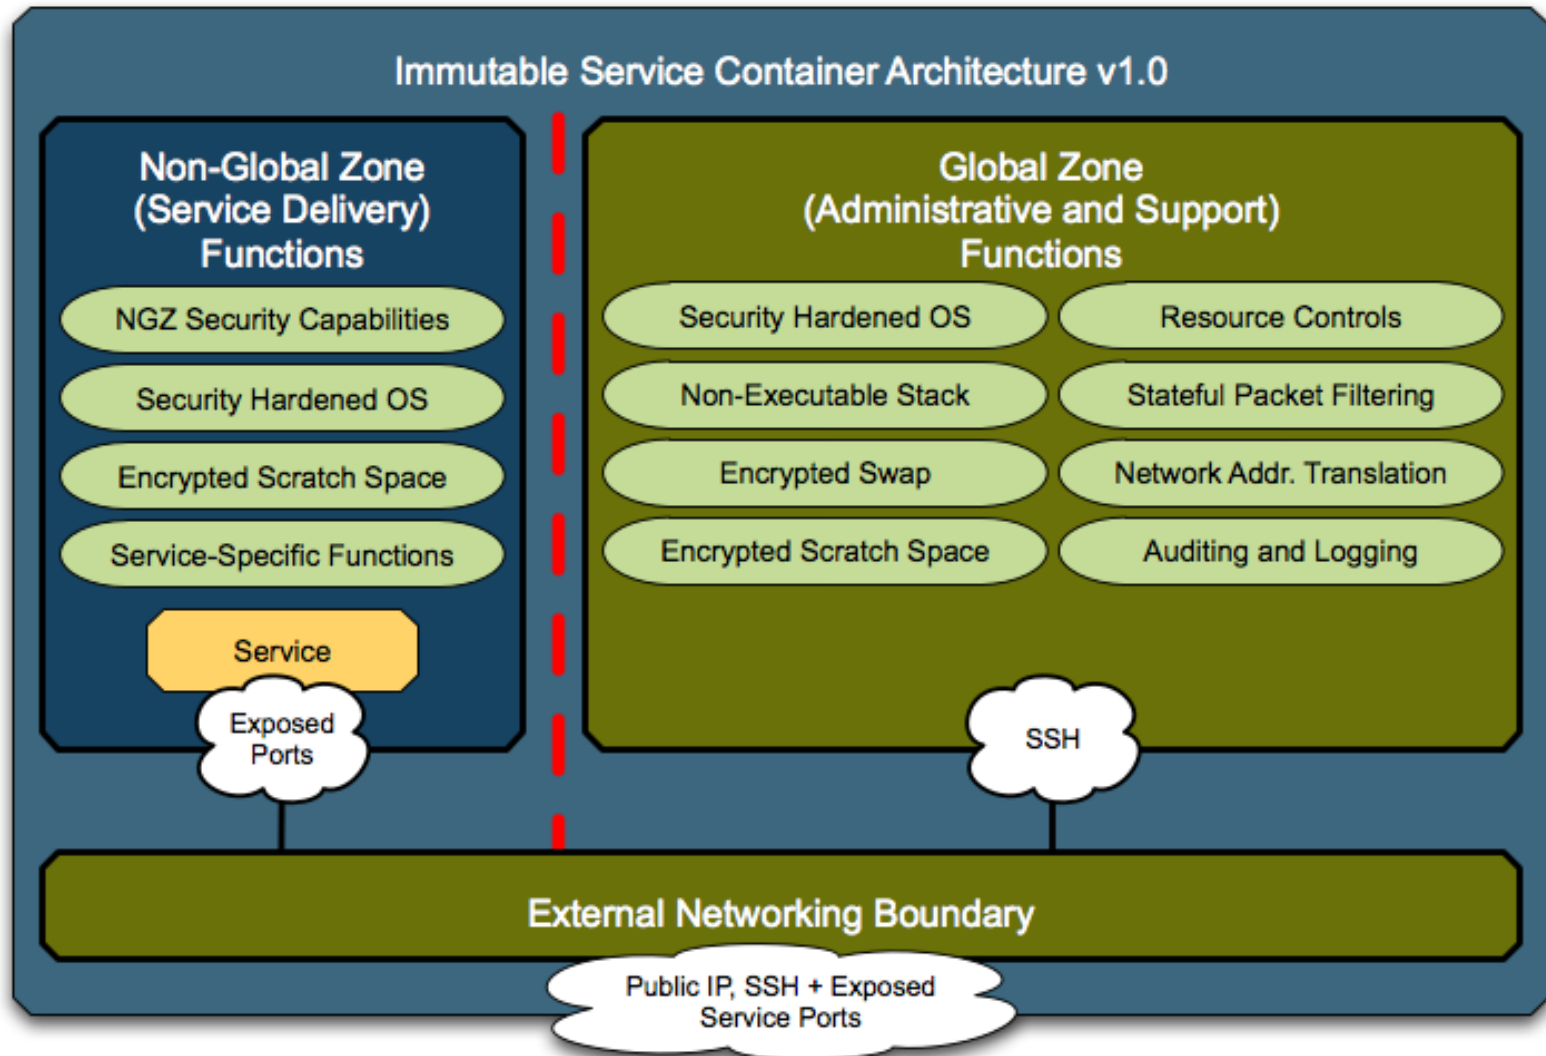 Immutable Service Container Architecture v1.0
Non-Global Zone
(Service Delivery)
Functions
NGZ Security Capabilities
Security Hardened OS
Encrypted Scratch Space
Service-Specific Functions
Service
Exposed
Ports
Global Zone
(Administrative and Support)
Functions
Security Hardened OS
Resource Controls
Non-Executable Stack
Stateful Packet Filtering
Encrypted Swap
Network Addr. Translation
Encrypted Scratch Space
Auditing and Logging
SSH
External Networking Boundary
Public IP, SSH + Exposed
Service Ports